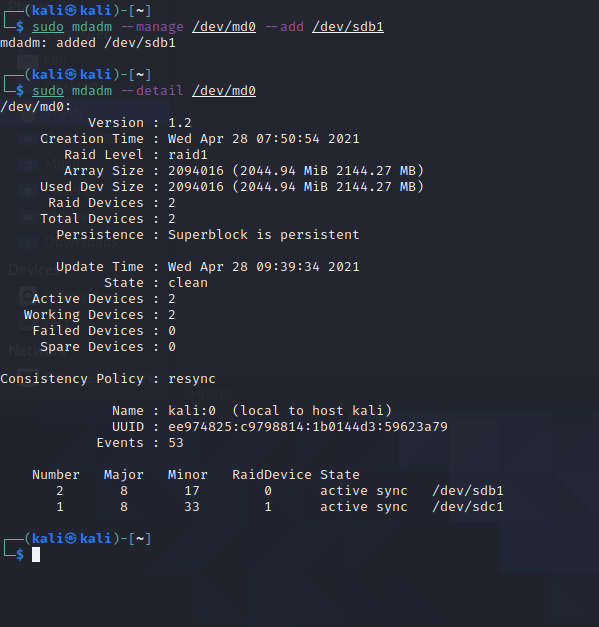 ┌──(kali㉿kali)-[~]
└─$ sudo mdadm --manage /dev/md0 --add /dev/sdb1
mdadm: added /dev/sdb1
┌──(kali㉿kali)-[~]
└─$ sudo mdadm --detail /dev/md0
/dev/md0:
Version : 1.2
Creation Time : Wed Apr 28 07:50:54 2021
Raid Level : raid1
Array Size : 2094016 (2044.94 MiB 2144.27 MB)
Used Dev Size : 2094016 (2044.94 MiB 2144.27 MB)
Raid Devices : 2
Total Devices : 2
Persistence : Superblock is persistent
Update Time : Wed Apr 28 09:39:34 2021
State : clean
Active Devices : 2
Working Devices : 2
Failed Devices : 0
Spare Devices : 0
Consistency Policy : resync
Name : kali:0  (local to host kali)
UUID : ee974825:c9798814:1b0144d3:59623a79
Events : 53
Number   Major   Minor   RaidDevice State
2       8       17        0      active sync   /dev/sdb1
1       8       33        1      active sync   /dev/sdc1
┌──(kali㉿kali)-[~]
└─$